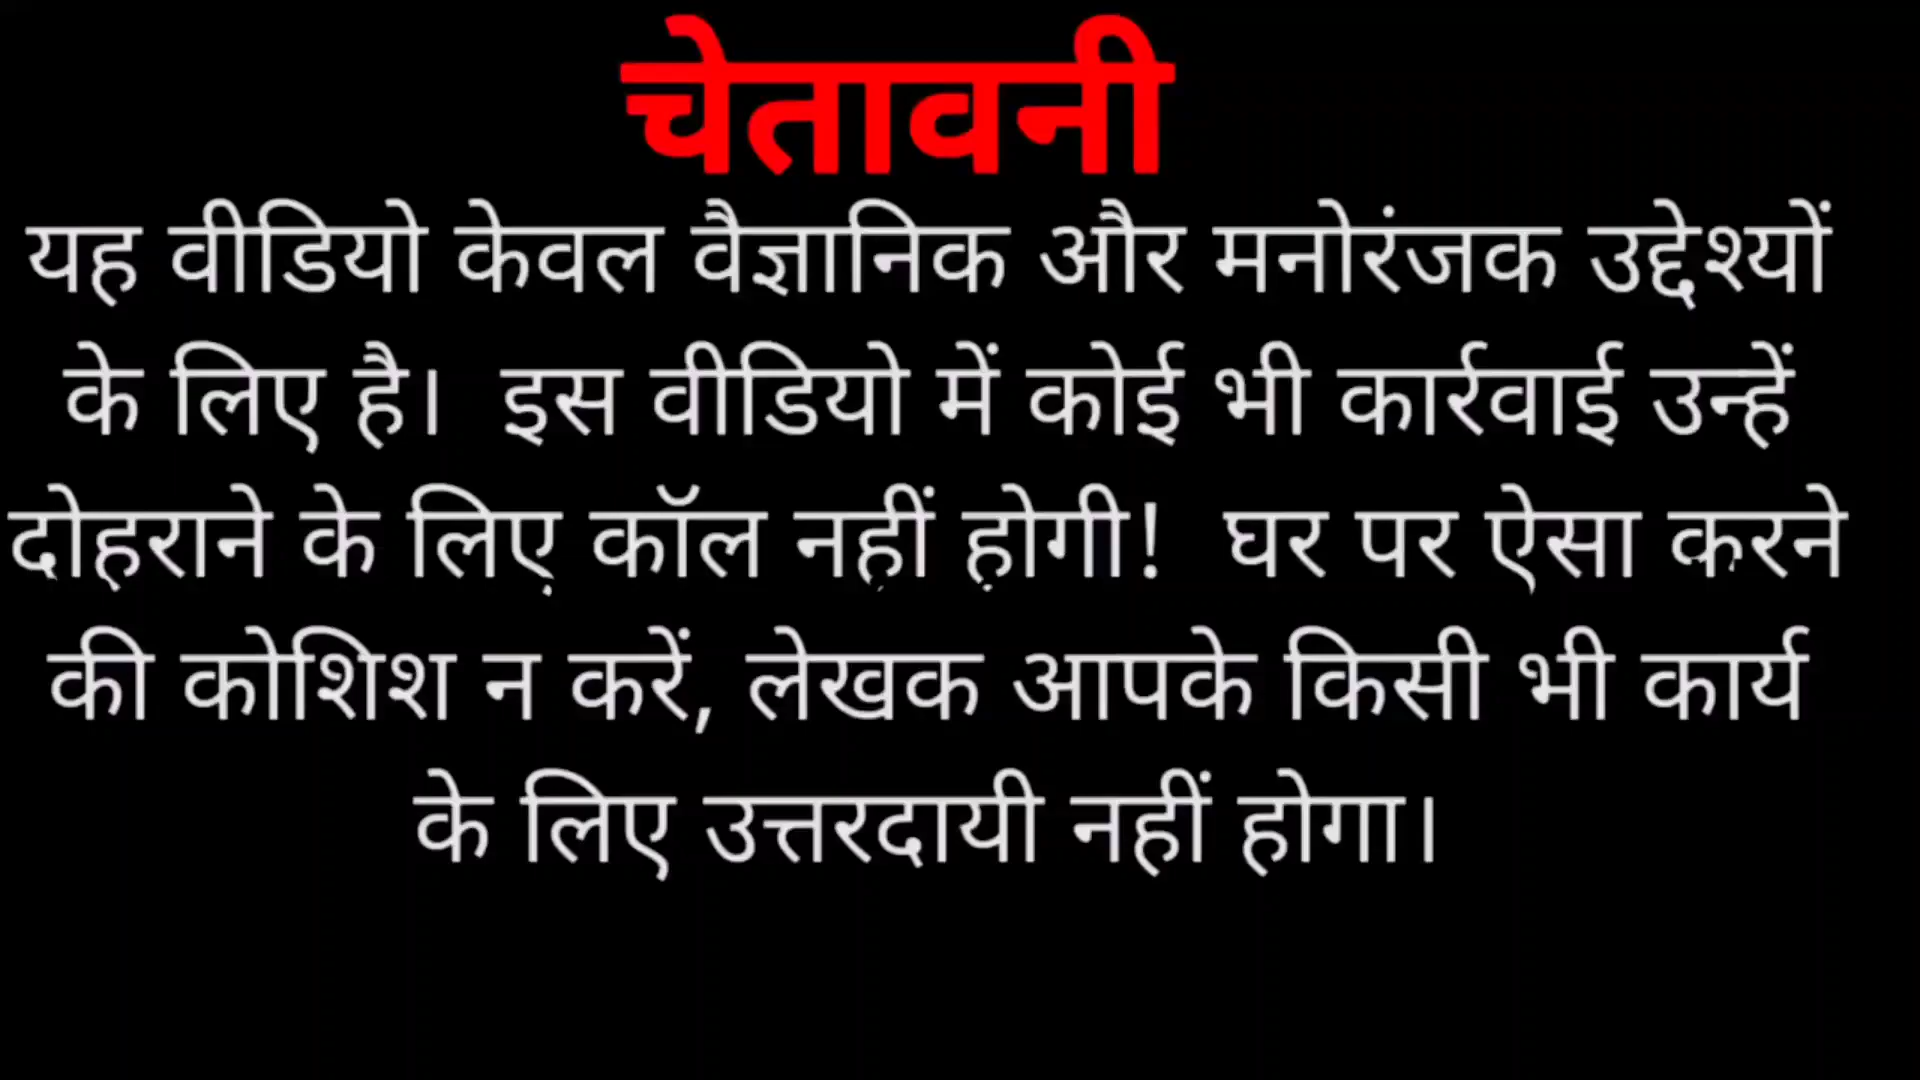 चेतावनी
यह वीडियो केवल वैज्ञानिक और मनोरंजक उद्देश्यों
के लिए है। इस वीडियो में कोई भी कार्रवाई उन्हें
दोहराने के लिए कॉल नहीं होगी! घर पर ऐसा करने
की कोशिश न करें, लेखक आपके किसी भी कार्य
के लिए उत्तरदायी नहीं होगा।